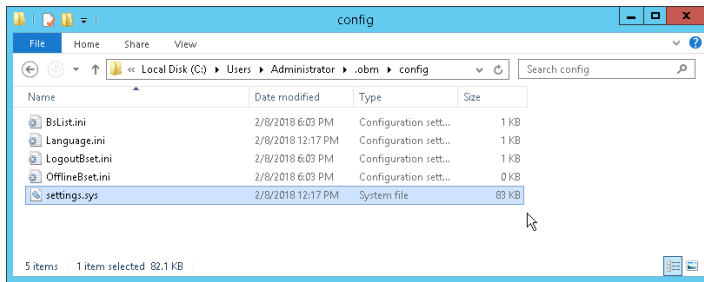 config
File Home Share View
« Local Disk (C:) Users Administrator .obm config Search config
Name Date modified Type Size
BsList.ini 2/8/2018 6:03 PM Configuration sett... 1 KB
Language.ini 2/8/2018 12:17 PM Configuration sett... 1 KB
LogoutBset.ini 2/8/2018 6:03 PM Configuration sett... 1 KB
OfflineBset.ini 2/8/2018 6:03 PM Configuration sett... 0 KB
settings.sys 2/8/2018 12:17 PM System file 83 KB
5 items 1 item selected 82.1 KB